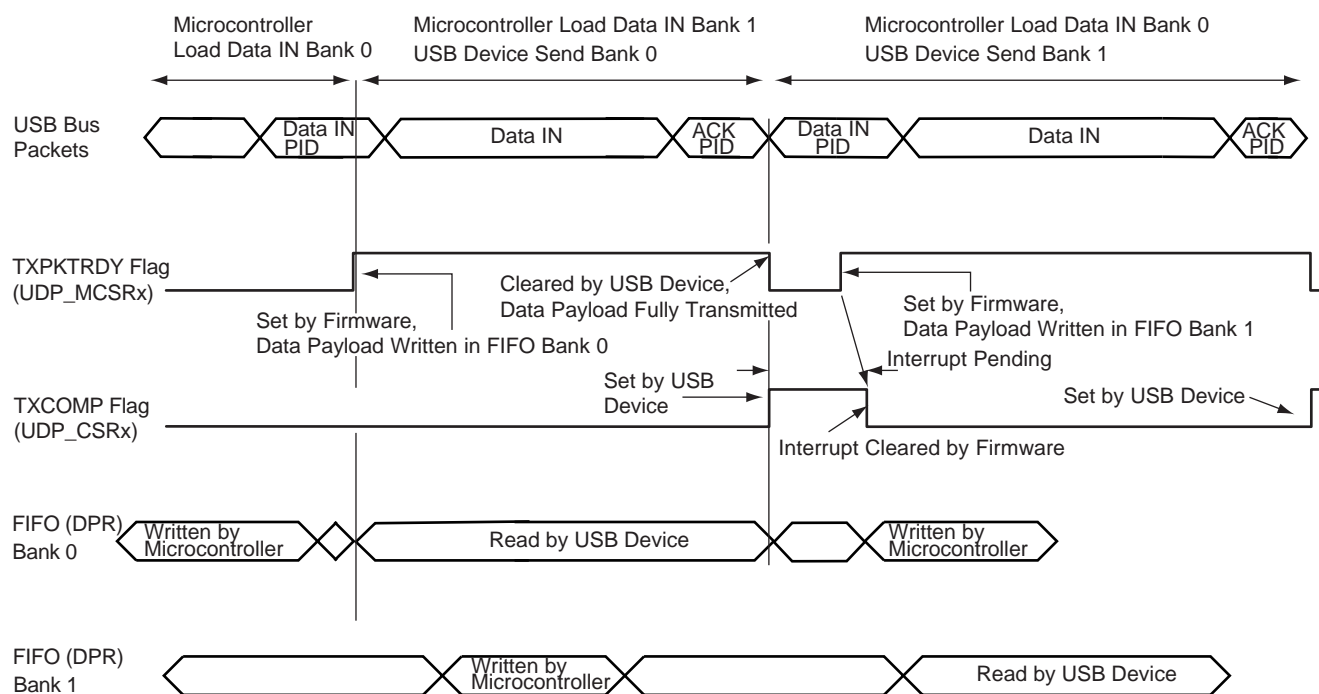 Microcontroller
Load Data IN Bank 0
Microcontroller Load Data IN Bank 1
USB Device Send Bank 0
Microcontroller Load Data IN Bank 0
USB Device Send Bank 1
USB Bus
Packets
Data IN
PID
Data IN
ACK
PID
Data IN
PID
Data IN
ACK
PID
TXPKTRDY Flag
(UDP_MCSRx)
Set by Firmware,
Data Payload Written in FIFO Bank 0
Cleared by USB Device,
Data Payload Fully Transmitted
Set by Firmware,
Data Payload Written in FIFO Bank 1
Interrupt Pending
TXCOMP Flag
(UDP_CSRx)
Set by USB
Device
Set by USB Device
Interrupt Cleared by Firmware
FIFO (DPR)
Bank 0
Written by
Microcontroller
Read by USB Device
Written by
Microcontroller
FIFO (DPR)
Bank 1
Written by
Microcontroller
Read by USB Device